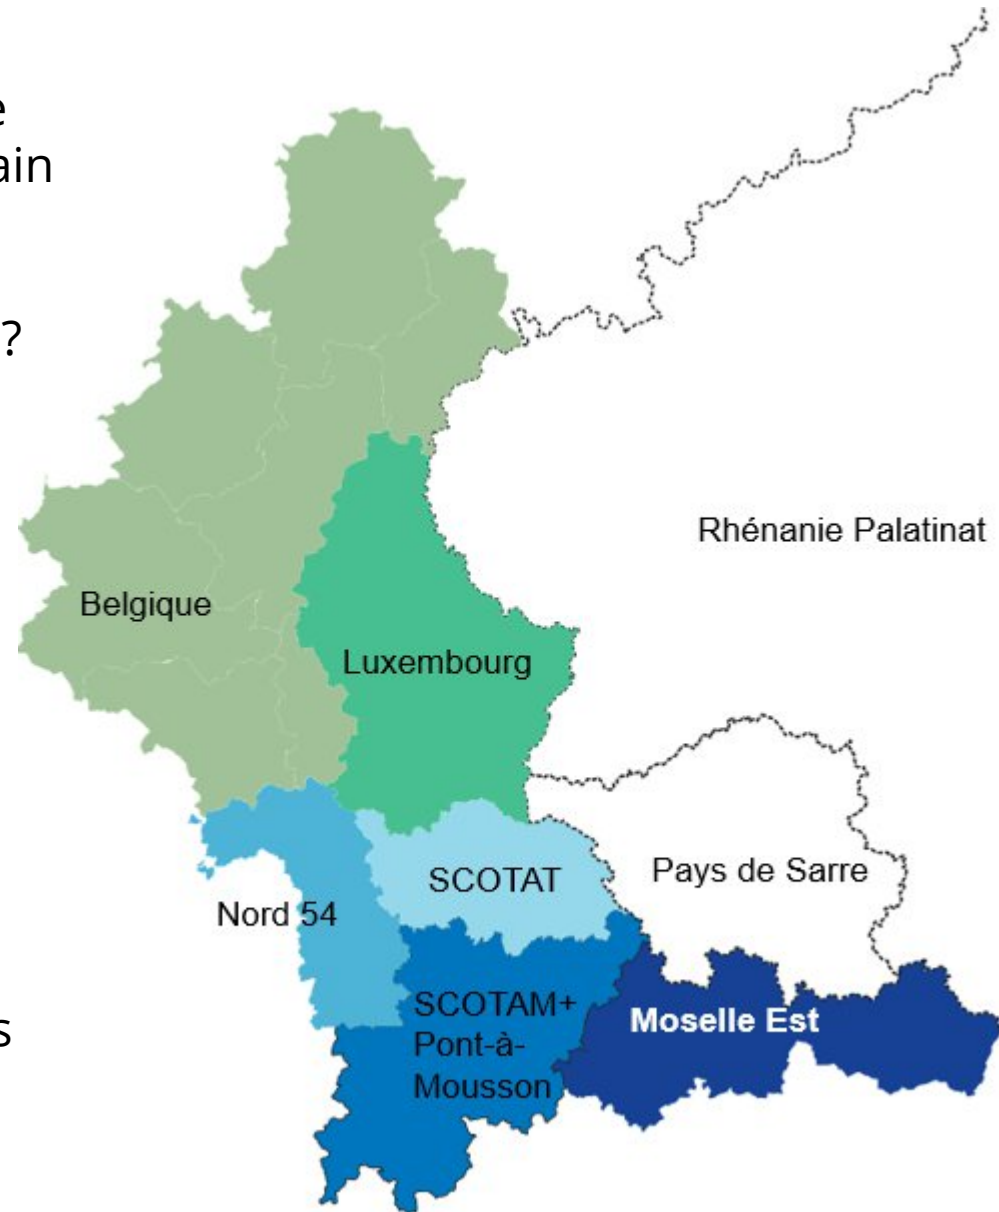 ?
Rhénanie Palatinat
Belgique
Luxembourg
Pays de Sarre
SCOTAT
Nord 54
SCOTAM+
Pont-à-
Mousson
Moselle Est